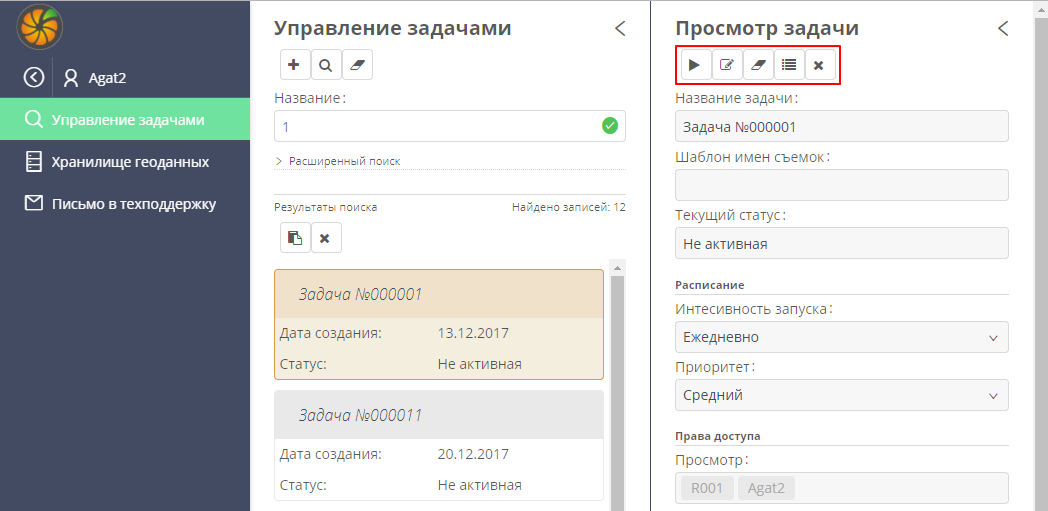 Agat2
Управление задачами
Хранилище геоданных
Письмо в техподдержку
Управление задачами
Название:
1
Расширенный поиск
Результаты поиска Найдено записей: 12
Задача №000001
Дата создания: 13.12.2017
Статус: Не активная
Задача №000011
Дата создания: 20.12.2017
Статус: Не активная
Просмотр задачи
Название задачи:
Задача №000001
Шаблон имен съемок:
Текущий статус:
Не активная
Расписание
Интесивность запуска:
Ежедневно
Приоритет:
Средний
Права доступа
Просмотр:
R001 Agat2